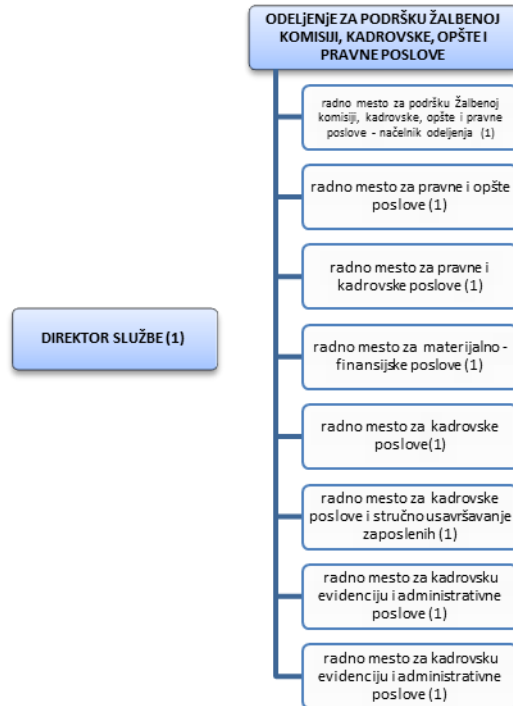 ODELjENjE ZA PODRŠKU ŽALBENOJ
KOMISIJI, KADROVSKE, OPŠTE I
PRAVNE POSLOVE
radno mesto za podršku Žalbenoj
komisiji, kadrovske, opšte i pravne
poslove - načelnik odeljenja (1)
radno mesto za pravne i opšte
poslove (1)
radno mesto za pravne i
kadrovske poslove (1)
DIREKTOR SLUŽBE (1)
radno mesto za materijalno -
finansijske poslove (1)
radno mesto za kadrovske
poslove(1)
radno mesto za kadrovske
poslove i stručno usavršavanje
zaposlenih (1)
radno mesto za kadrovsku
evidenciju i administrativne
poslove (1)
radno mesto za kadrovsku
evidenciju i administrativne
poslove (1)